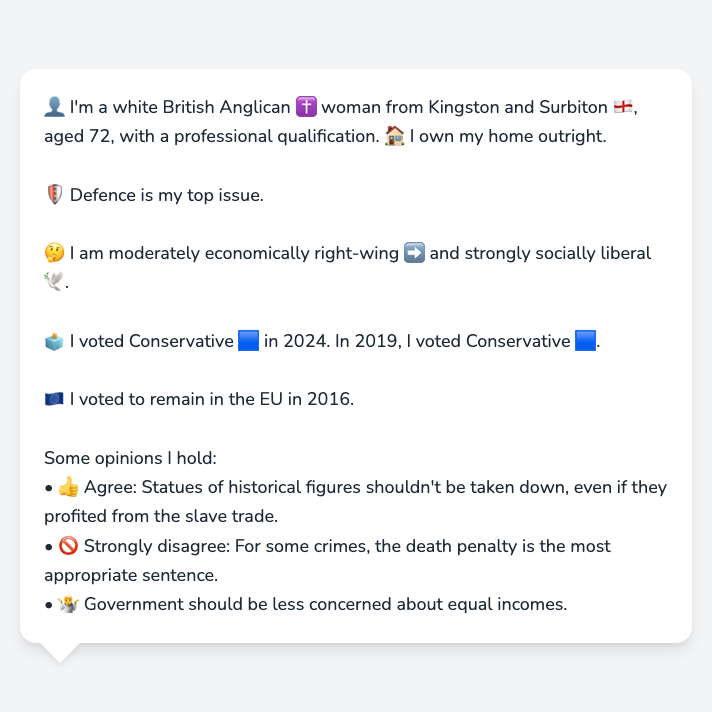 👤 I'm a white British Anglican ✝️ woman from Kingston and Surbiton 🏴󠁧󠁢󠁥󠁮󠁧󠁿,
aged 72, with a professional qualification. 🏠 I own my home outright.
🛡️ Defence is my top issue.
🤔 I am moderately economically right-wing ➡️ and strongly socially liberal
🕊️.
🗳️ I voted Conservative 🟦 in 2024. In 2019, I voted Conservative 🟦.
🇪🇺 I voted to remain in the EU in 2016.
Some opinions I hold:
• 👍 Agree: Statues of historical figures shouldn't be taken down, even if they
profited from the slave trade.
• 🚫 Strongly disagree: For some crimes, the death penalty is the most
appropriate sentence.
• 🤷 Government should be less concerned about equal incomes.